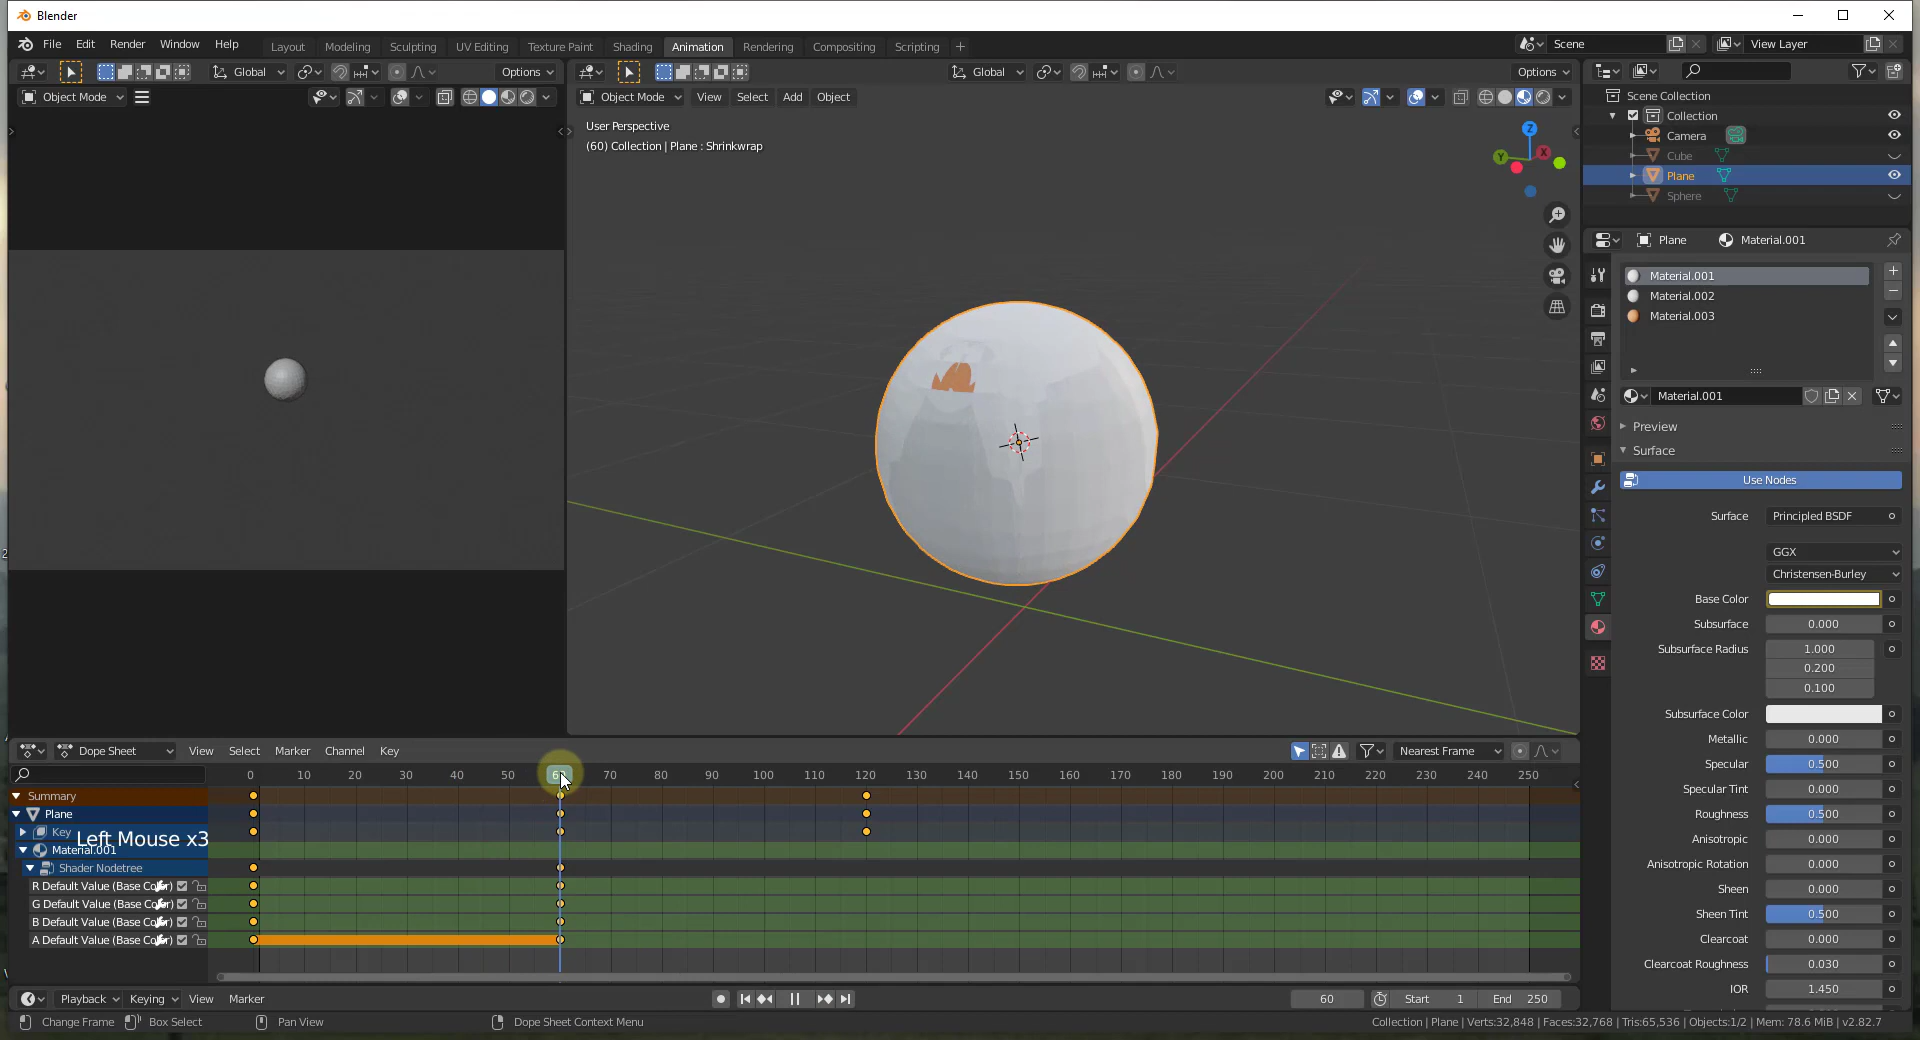 Blender
File Edit Render Window Help
Layout Modeling Sculpting UV Editing Texture Paint Shading Animation Rendering Compositing Scripting +
Scene View Layer
Global Options
Global Options
Object Mode
Object Mode View Select Add Object
User Perspective
(60) Collection | Plane : Shrinkwrap
Z
Y
X
Scene Collection
Collection
Camera
Cube
Plane
Sphere
Plane Material.001
Material.001
Material.002
Material.003
Material.001
Preview
Surface
Use Nodes
Surface Principled BSDF
GGX
Christensen-Burley
Base Color
Subsurface 0.000
Subsurface Radius 1.000
0.200
0.100
Subsurface Color
Metallic 0.000
Specular 0.500
Specular Tint 0.000
Roughness 0.500
Anisotropic 0.000
Anisotropic Rotation 0.000
Sheen 0.000
Sheen Tint 0.500
Clearcoat 0.000
Clearcoat Roughness 0.030
IOR 1.450
Dope Sheet View Select Marker Channel Key Nearest Frame
0 10 20 30 40 50 60 70 80 90 100 110 120 130 140 150 160 170 180 190 200 210 220 230 240 250
Summary
Plane
Key
Left Mouse x3
Material.001
Shader Nodetree
R Default Value (Base Color)
G Default Value (Base Color)
B Default Value (Base Color)
A Default Value (Base Color)
Playback Keying View Marker 60 Start 1 End 250
Change Frame Box Select Pan View Dope Sheet Context Menu
Collection | Plane | Verts:32,848 | Faces:32,768 | Tris:65,536 | Objects:1/2 | Mem: 78.6 MiB | v2.82.7